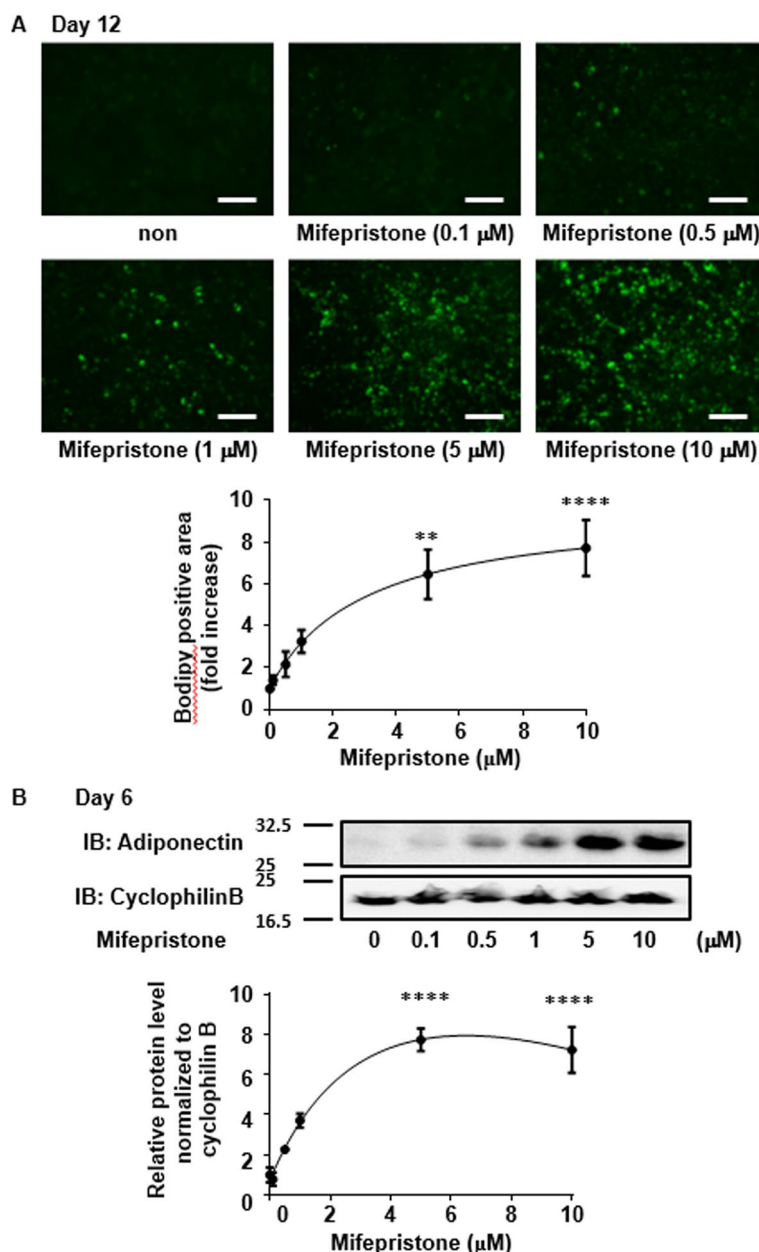 A Day 12
non
Mifepristone (0.1 μM)
Mifepristone (0.5 μM)
Mifepristone (1 μM)
Mifepristone (5 μM)
Mifepristone (10 μM)
Bodipy positive area
(fold increase)
10
8
6
4
2
0
**
****
0 2 4 6 8 10
Mifepristone (μM)
B Day 6
IB: Adiponectin
32.5
25
IB: CyclophilinB
25
16.5
Mifepristone 0 0.1 0.5 1 5 10 (μM)
Relative protein level
normalized to
cyclophilin B
10
8
6
4
2
0
****
****
0 2 4 6 8 10
Mifepristone (μM)